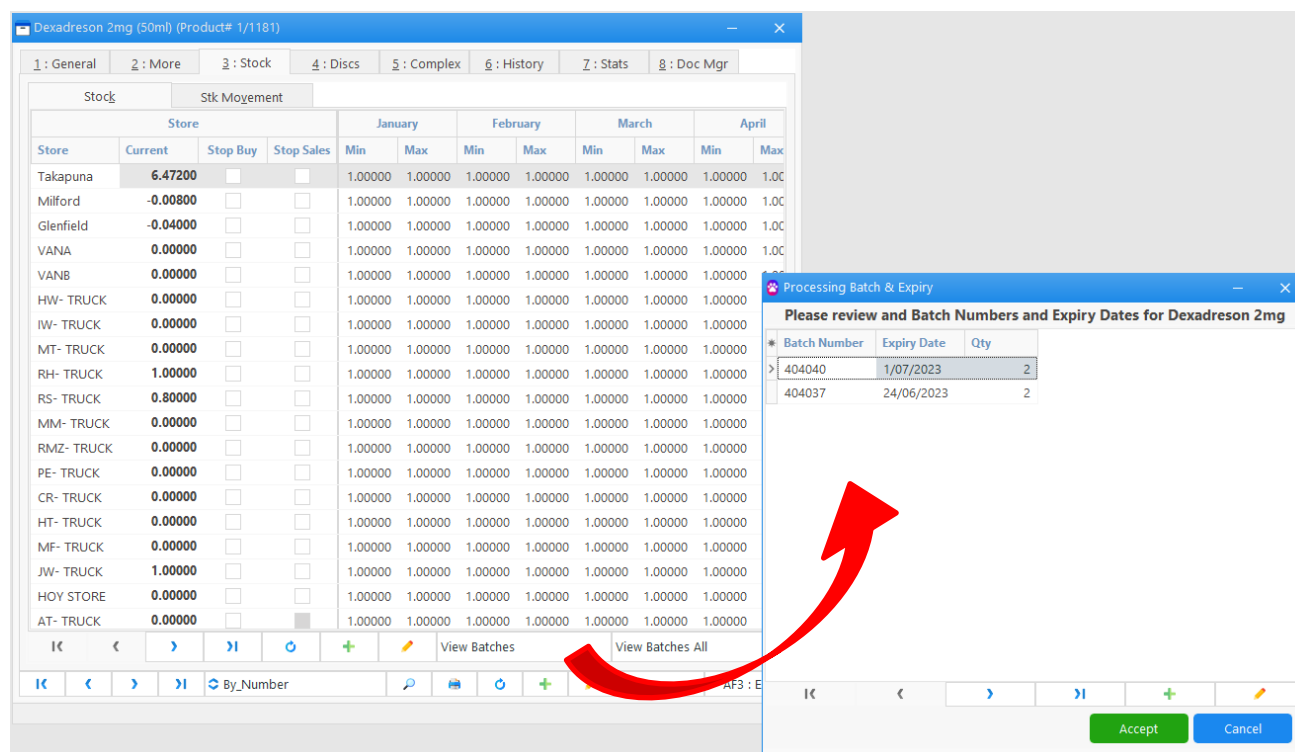 Dexadreson 2mg (50ml) (Product# 1/1181)
1 : General 2 : More 3 : Stock 4 : Discs 5 : Complex 6 : History 7 : Stats 8 : Doc Mgr
Stock Stk Movement
Store January February March April
Store Current Stop Buy Stop Sales Min Max Min Max Min Max Min Max
Takapuna 6.47200 1.00000 1.00000 1.00000 1.00000 1.00000 1.00000 1.00000 1.00
Milford -0.00800 1.00000 1.00000 1.00000 1.00000 1.00000 1.00000 1.00000 1.00
Glenfield -0.04000 1.00000 1.00000 1.00000 1.00000 1.00000 1.00000 1.00000 1.00
VANA 0.00000 1.00000 1.00000 1.00000 1.00000 1.00000 1.00000 1.00000 1.00
VANB 0.00000 1.00000 1.00000 1.00000 1.00000 1.00000 1.00000 1.00000
HW- TRUCK 0.00000 1.00000 1.00000 1.00000 1.00000 1.00000 1.00000 1.00000
IW- TRUCK 0.00000 1.00000 1.00000 1.00000 1.00000 1.00000 1.00000 1.00000
MT- TRUCK 0.00000 1.00000 1.00000 1.00000 1.00000 1.00000 1.00000 1.00000
RH- TRUCK 1.00000 1.00000 1.00000 1.00000 1.00000 1.00000 1.00000 1.00000
RS- TRUCK 0.80000 1.00000 1.00000 1.00000 1.00000 1.00000 1.00000 1.00000
MM- TRUCK 0.00000 1.00000 1.00000 1.00000 1.00000 1.00000 1.00000 1.00000
RMZ- TRUCK 0.00000 1.00000 1.00000 1.00000 1.00000 1.00000 1.00000 1.00000
PE- TRUCK 0.00000 1.00000 1.00000 1.00000 1.00000 1.00000 1.00000 1.00000
CR- TRUCK 0.00000 1.00000 1.00000 1.00000 1.00000 1.00000 1.00000 1.00000
HT- TRUCK 0.00000 1.00000 1.00000 1.00000 1.00000 1.00000 1.00000 1.00000
MF- TRUCK 0.00000 1.00000 1.00000 1.00000 1.00000 1.00000 1.00000 1.00000
JW- TRUCK 1.00000 1.00000 1.00000 1.00000 1.00000 1.00000 1.00000 1.00000
HOY STORE 0.00000 1.00000 1.00000 1.00000 1.00000 1.00000 1.00000 1.00000
AT- TRUCK 0.00000 1.00000 1.00000 1.00000 1.00000 1.00000 1.00000 1.00000
View Batches View Batches All
By_Number AF3 : E
Processing Batch & Expiry
Please review and Batch Numbers and Expiry Dates for Dexadreson 2mg
Batch Number Expiry Date Qty
404040 1/07/2023 2
404037 24/06/2023 2
Accept Cancel